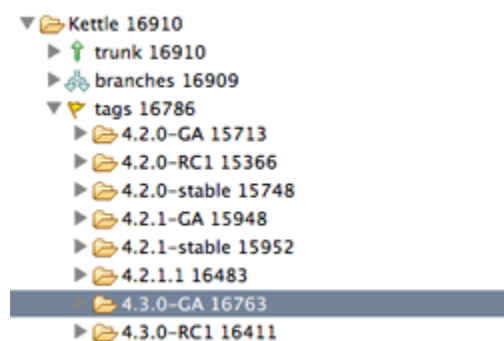 Kettle 16910
trunk 16910
branches 16909
tags 16786
4.2.0-GA 15713
4.2.0-RC1 15366
4.2.0-stable 15748
4.2.1-GA 15948
4.2.1-stable 15952
4.2.1.1 16483
4.3.0-GA 16763
4.3.0-RC1 16411